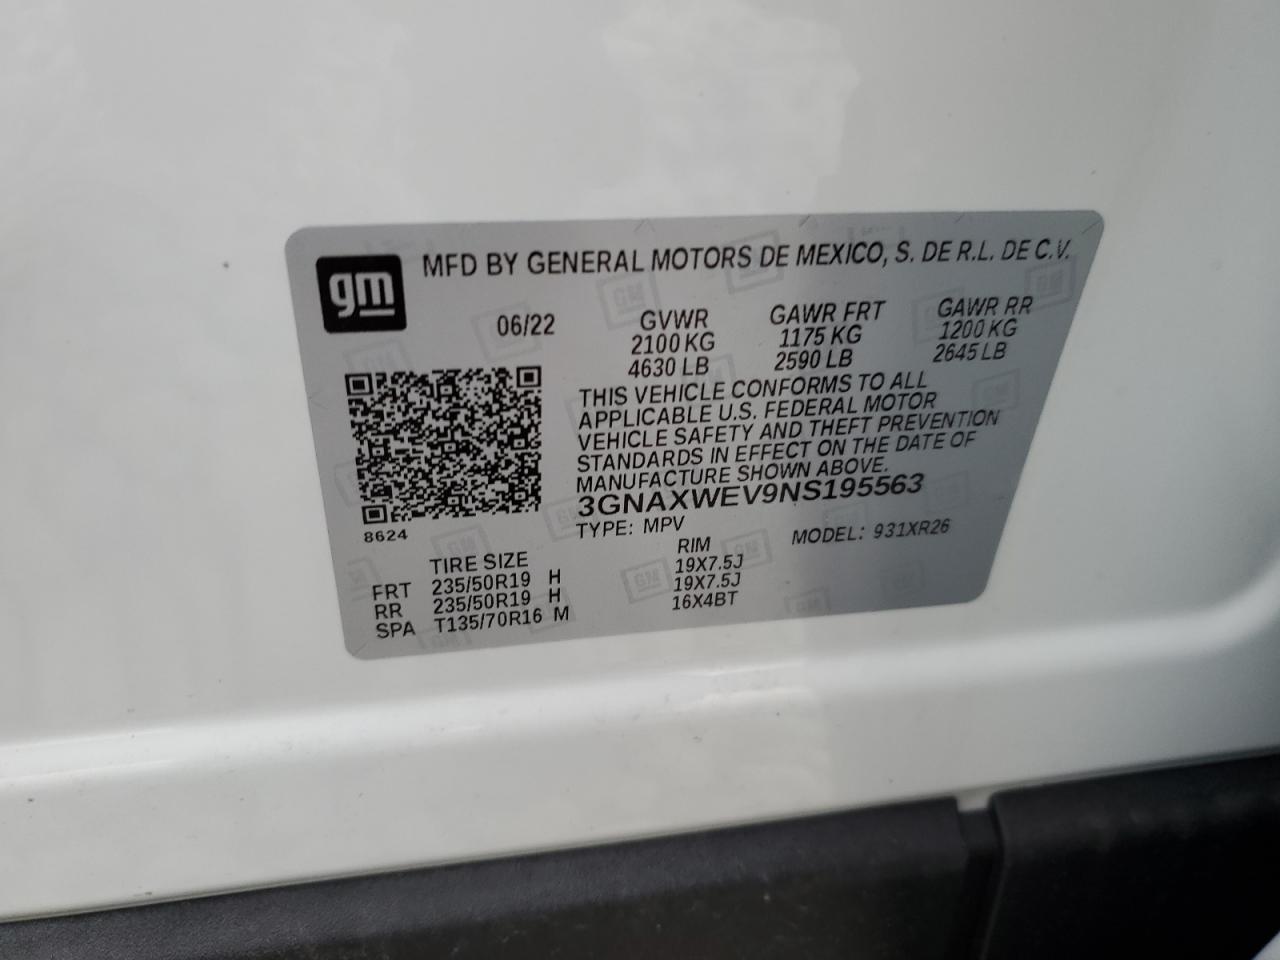 gm
MFD BY GENERAL MOTORS DE MEXICO, S. DE R.L. DE C.V.
06/22
GVWR
2100 KG
4630 LB
GAWR FRT
1175 KG
2590 LB
GAWR RR
1200 KG
2645 LB
THIS VEHICLE CONFORMS TO ALL
APPLICABLE U.S. FEDERAL MOTOR
VEHICLE SAFETY AND THEFT PREVENTION
STANDARDS IN EFFECT ON THE DATE OF
MANUFACTURE SHOWN ABOVE.
3GNAXWEV9NS195563
TYPE: MPV
MODEL: 931XR26
8624
TIRE SIZE RIM
FRT 235/50R19 H 19X7.5J
RR 235/50R19 H 19X7.5J
SPA T135/70R16 M 16X4BT